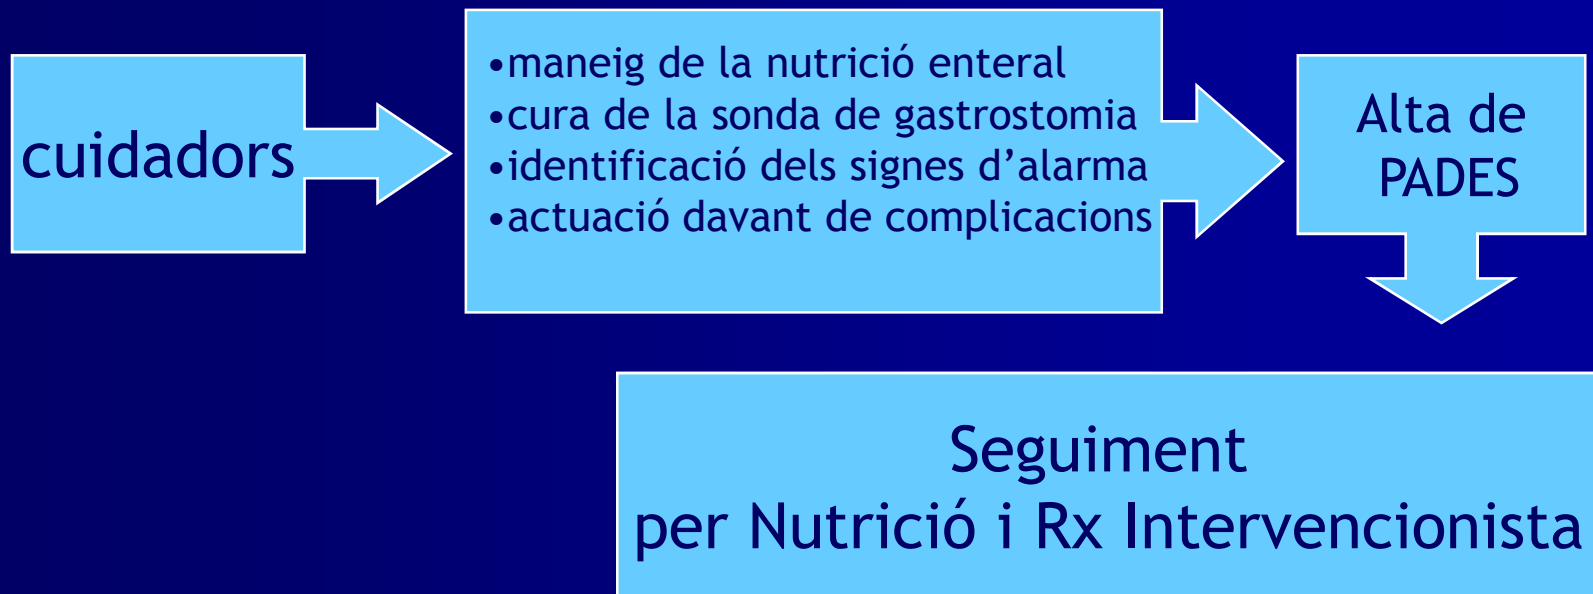 cuidadors
•maneig de la nutrició enteral
•cura de la sonda de gastrostomia
•identificació dels signes d’alarma
•actuació davant de complicacions
Alta de
PADES
Seguiment
per Nutrició i Rx Intervencionista